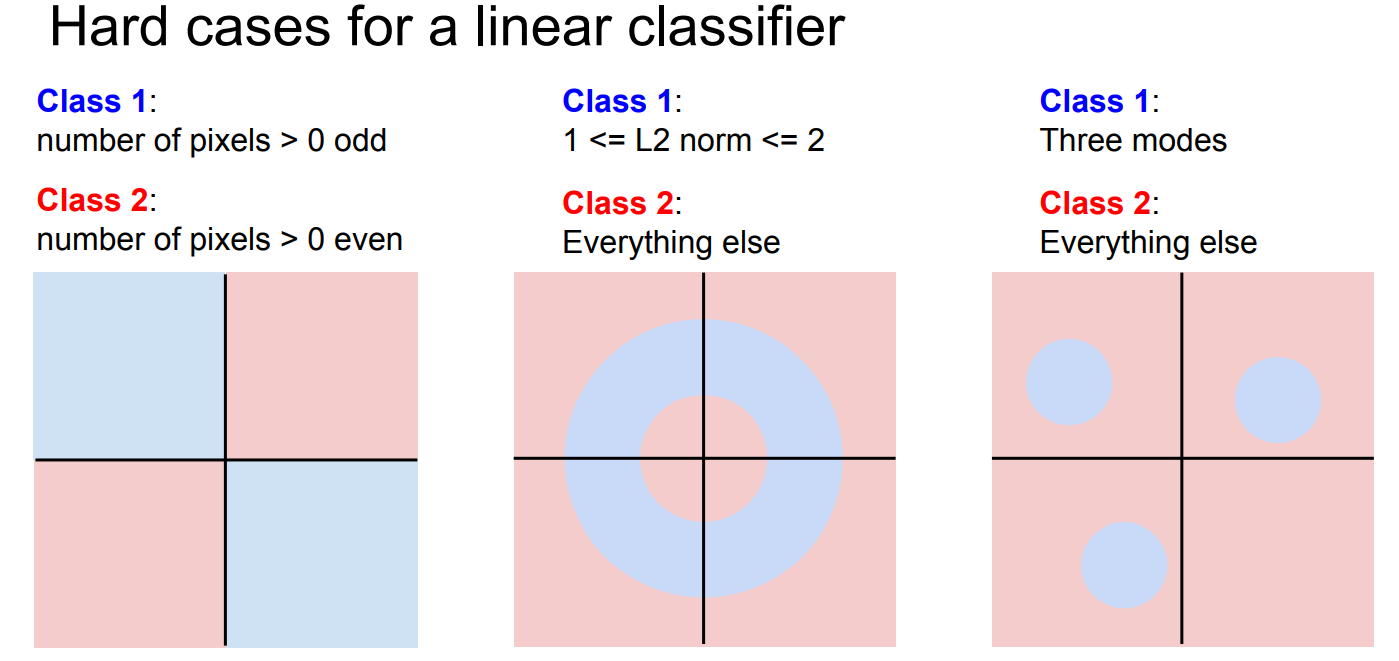 Hard cases for a linear classifier
Class 1:
number of pixels > 0 odd
Class 2:
number of pixels > 0 even
Class 1:
1 <= L2 norm <= 2
Class 2:
Everything else
Class 1:
Three modes
Class 2:
Everything else